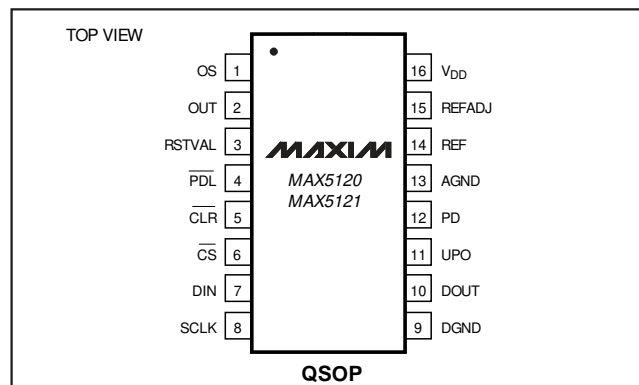 TOP VIEW
OS 1
16 VDD
OUT 2
15 REFADJ
RSTVAL 3
MAXIM
14 REF
PDL 4
MAX5120
13 AGND
CLR 5
MAX5121
12 PD
CS 6
11 UPO
DIN 7
10 DOUT
SCLK 8
9 DGND
QSOP